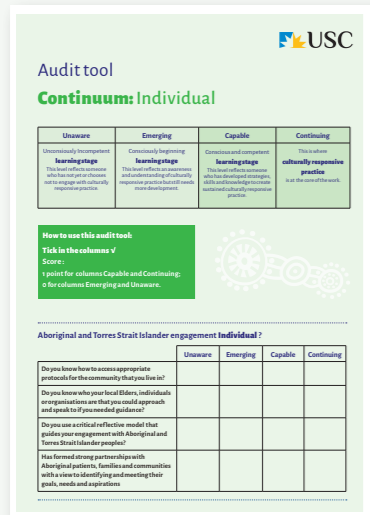 USC
Audit tool
Continuum: Individual
Unaware
Unconsciously Incompetent
learning stage
This level reflects someone
who has not yet or chooses
not to engage with culturally
responsive practice.
Emerging
Consciously beginning
learning stage
This level reflects an awareness
and understanding of culturally
responsive practice but still needs
more development
Capable
Conscious and competent
learning stage
This level reflects someone
who has developed strategies,
skills and knowledge to create
sustained culturally responsive
practice.
Continuing
This is where
culturally responsive
practice
is at the core of the work.
How to use this audit tool:
Tick in the columns √
Score :
1 point for columns Capable and Continuing;
0 for columns Emerging and Unaware.
Aboriginal and Torres Strait Islander engagement Individual ?
Unaware Emerging Capable Continuing
Do you know how to access appropriate
protocols for the community that you live in?
Do you know who your local Elders, individuals
or organisations are that you could approach
and speak to if you needed guidance?
Do you use a critical reflective model that
guides your engagement with Aboriginal and
Torres Strait Islander peoples?
Has formed strong partnerships with
Aboriginal patients, families and communities
with a view to identifying and meeting their
goals, needs and aspirations